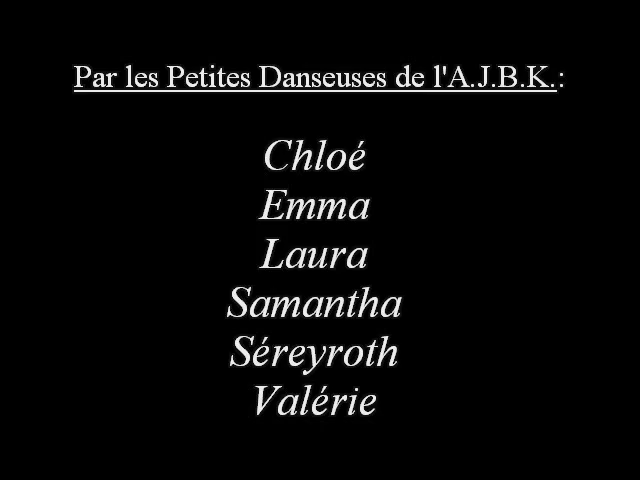 Par les Petites Danseuses de l'A.J.B.K.:
Chloé
Emma
Laura
Samantha
Séreyroth
Valérie